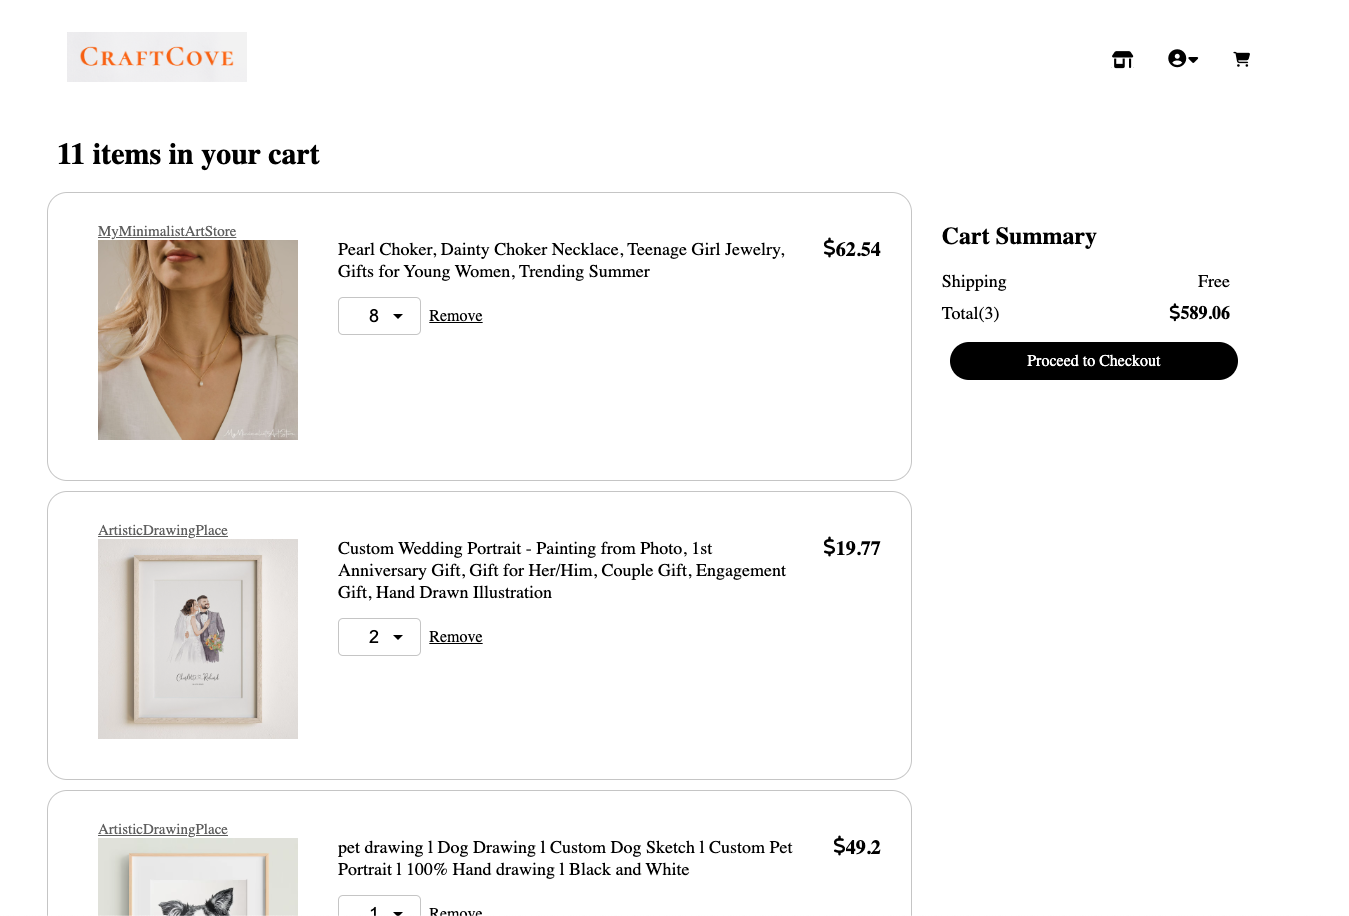 CraftCove
11 items in your cart
MyMinimalistArtStore
Pearl Choker, Dainty Choker Necklace, Teenage Girl Jewelry,
Gifts for Young Women, Trending Summer
$62.54
8
Remove
MyMinimalistArtStore
Cart Summary
Shipping
Free
Total(3)
$589.06
Proceed to Checkout
ArtisticDrawingPlace
Custom Wedding Portrait - Painting from Photo, 1st
Anniversary Gift, Gift for Her/Him, Couple Gift, Engagement
Gift, Hand Drawn Illustration
$19.77
2
Remove
ArtisticDrawingPlace
pet drawing l Dog Drawing l Custom Dog Sketch l Custom Pet
Portrait l 100% Hand drawing l Black and White
$49.2
1
Remove